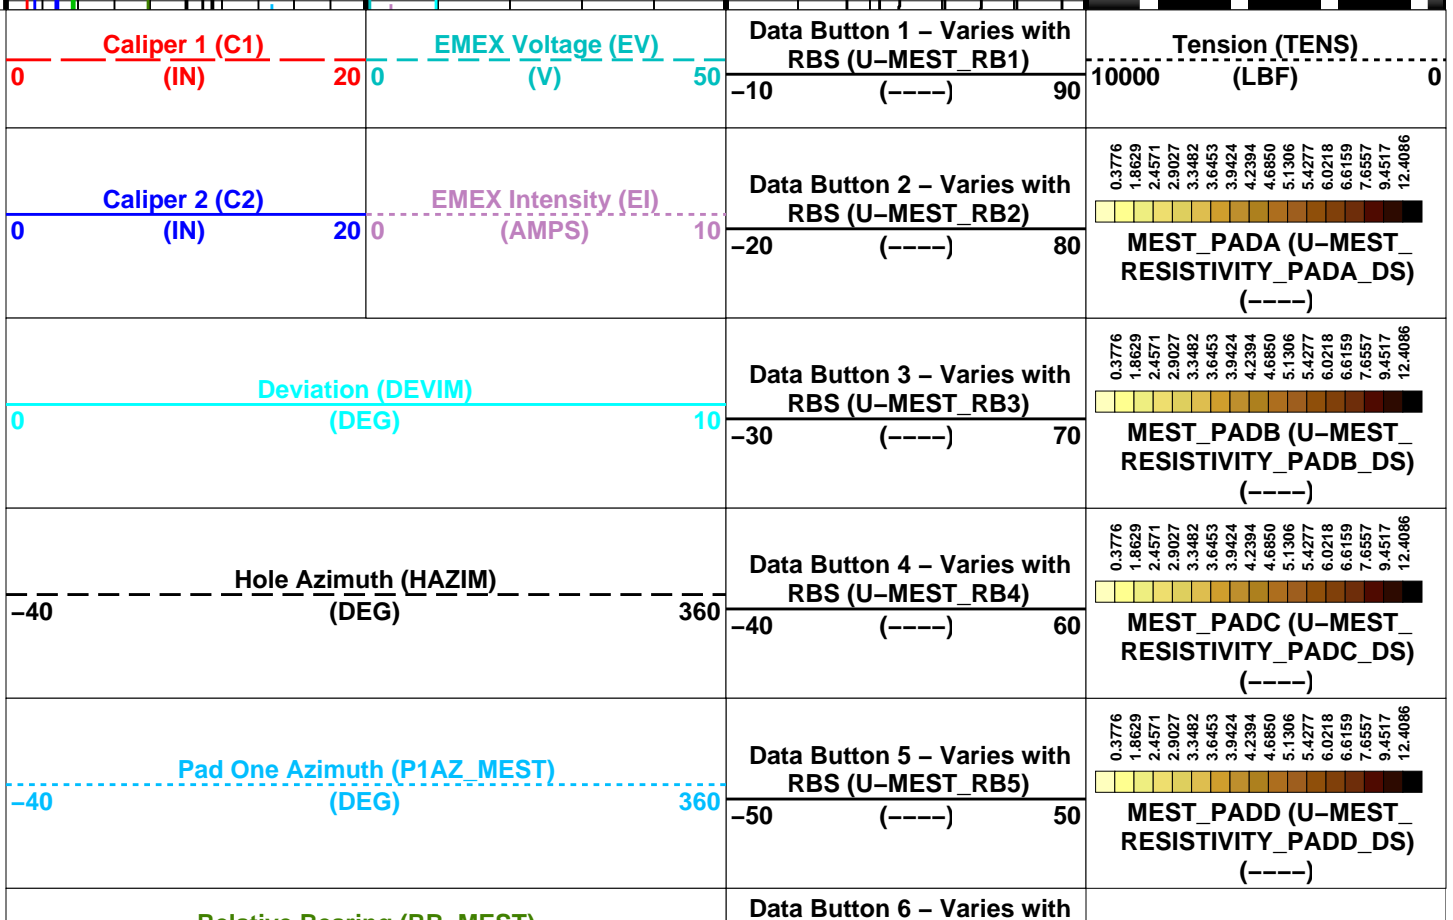 Caliper 1 (C1)
0 (IN) 20
EMEX Voltage (EV)
0 (V) 50
Data Button 1 – Varies with
RBS (U–MEST_RB1)
–10 (––––) 90
Tension (TENS)
10000 (LBF) 0
Caliper 2 (C2)
0 (IN) 20
EMEX Intensity (EI)
0 (AMPS) 10
Data Button 2 – Varies with
RBS (U–MEST_RB2)
–20 (––––) 80
0.3776 1.8629 2.4571 2.9027 3.3482 3.6453 3.9424 4.2394 4.6850 5.1306 5.4277 6.0218 6.6159 7.6557 9.4517 12.4086
MEST_PADA (U–MEST_
RESISTIVITY_PADA_DS)
(––––)
Deviation (DEVIM)
0 (DEG) 10
Data Button 3 – Varies with
RBS (U–MEST_RB3)
–30 (––––) 70
0.3776 1.8629 2.4571 2.9027 3.3482 3.6453 3.9424 4.2394 4.6850 5.1306 5.4277 6.0218 6.6159 7.6557 9.4517 12.4086
MEST_PADB (U–MEST_
RESISTIVITY_PADB_DS)
(––––)
Hole Azimuth (HAZIM)
–40 (DEG) 360
Data Button 4 – Varies with
RBS (U–MEST_RB4)
–40 (––––) 60
0.3776 1.8629 2.4571 2.9027 3.3482 3.6453 3.9424 4.2394 4.6850 5.1306 5.4277 6.0218 6.6159 7.6557 9.4517 12.4086
MEST_PADC (U–MEST_
RESISTIVITY_PADC_DS)
(––––)
Pad One Azimuth (P1AZ_MEST)
–40 (DEG) 360
Data Button 5 – Varies with
RBS (U–MEST_RB5)
–50 (––––) 50
0.3776 1.8629 2.4571 2.9027 3.3482 3.6453 3.9424 4.2394 4.6850 5.1306 5.4277 6.0218 6.6159 7.6557 9.4517 12.4086
MEST_PADD (U–MEST_
RESISTIVITY_PADD_DS)
(––––)
Relative Bearing (RB_MEST)
Data Button 6 – Varies with